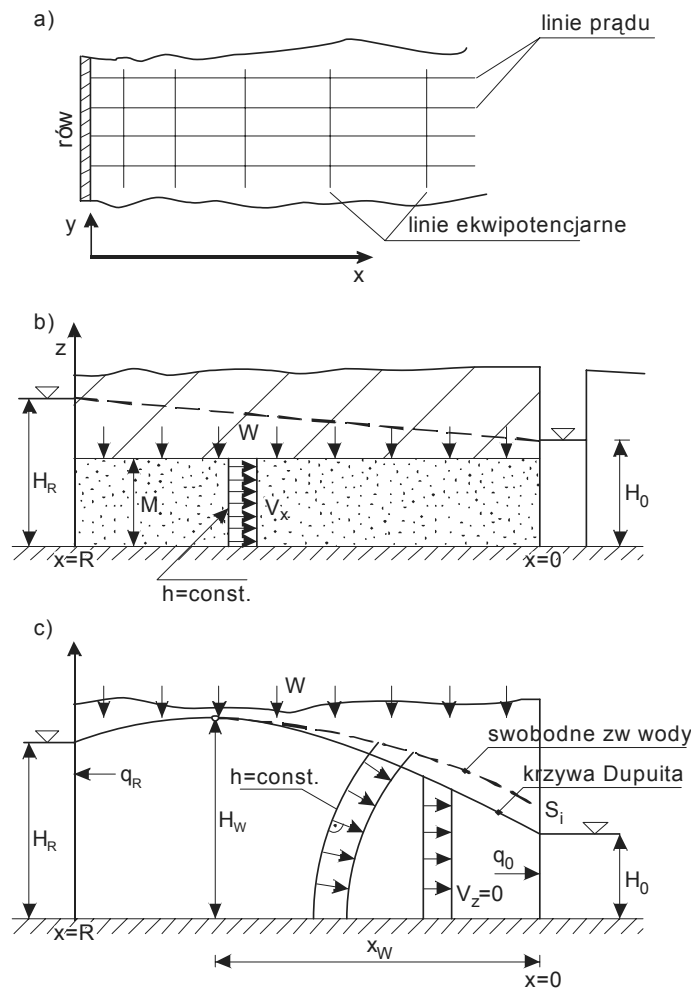 a)
linie prądu
rów
y
linie ekwipotencjarne
x
b)
z
W
H_R
M
V_x
H_0
x=R
x=0
h=const.
c)
W
swobodne zw wody
q_R
h=const.
krzywa Dupuita
S_i
H_R
H_W
q_0
V_z=0
H_0
x=R
x_W
x=0